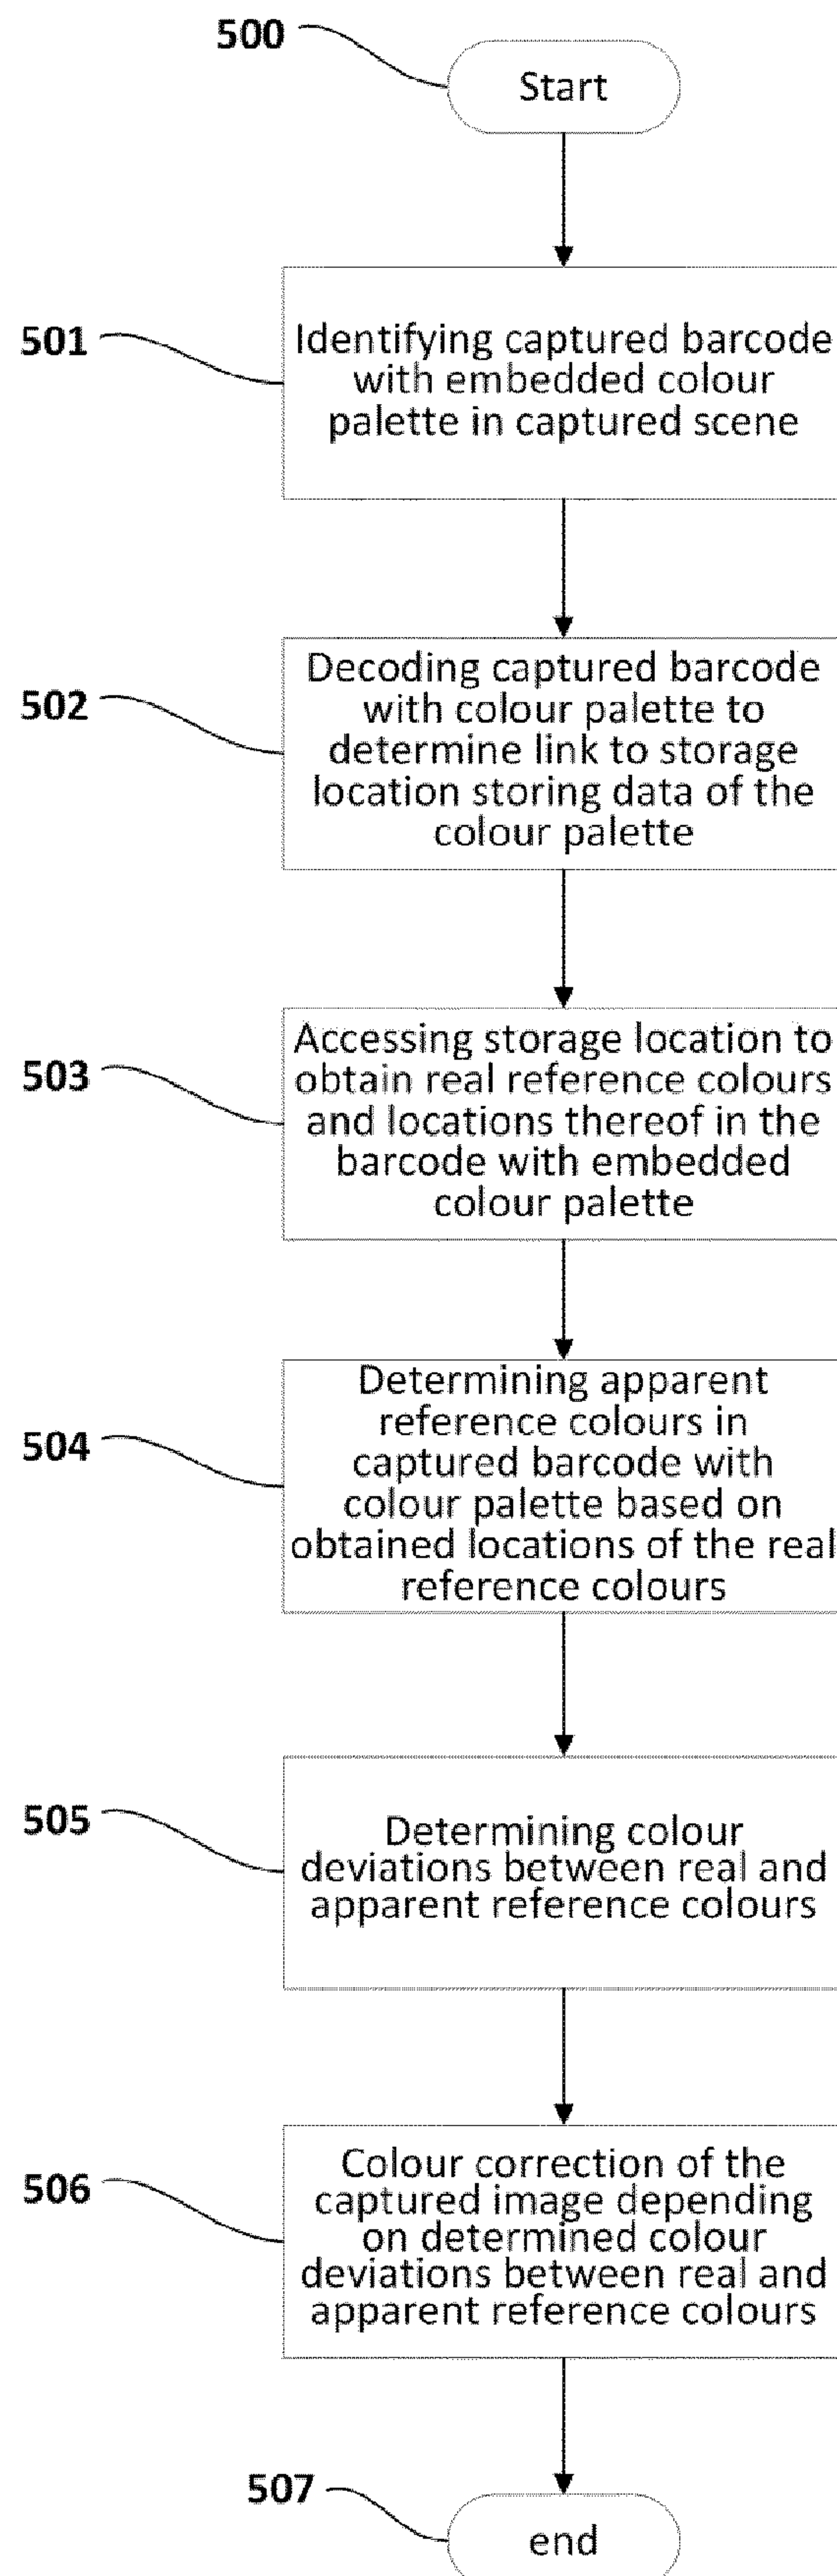 500
Start
501
Identifying captured barcode
with embedded colour
palette in captured scene
502
Decoding captured barcode
with colour palette to
determine link to storage
location storing data of the
colour palette
503
Accessing storage location to
obtain real reference colours
and locations thereof in the
barcode with embedded
colour palette
504
Determining apparent
reference colours in
captured barcode with
colour palette based on
obtained locations of the real
reference colours
505
Determining colour
deviations between real and
apparent reference colours
506
Colour correction of the
captured image depending
on determined colour
deviations between real and
apparent reference colours
507
end